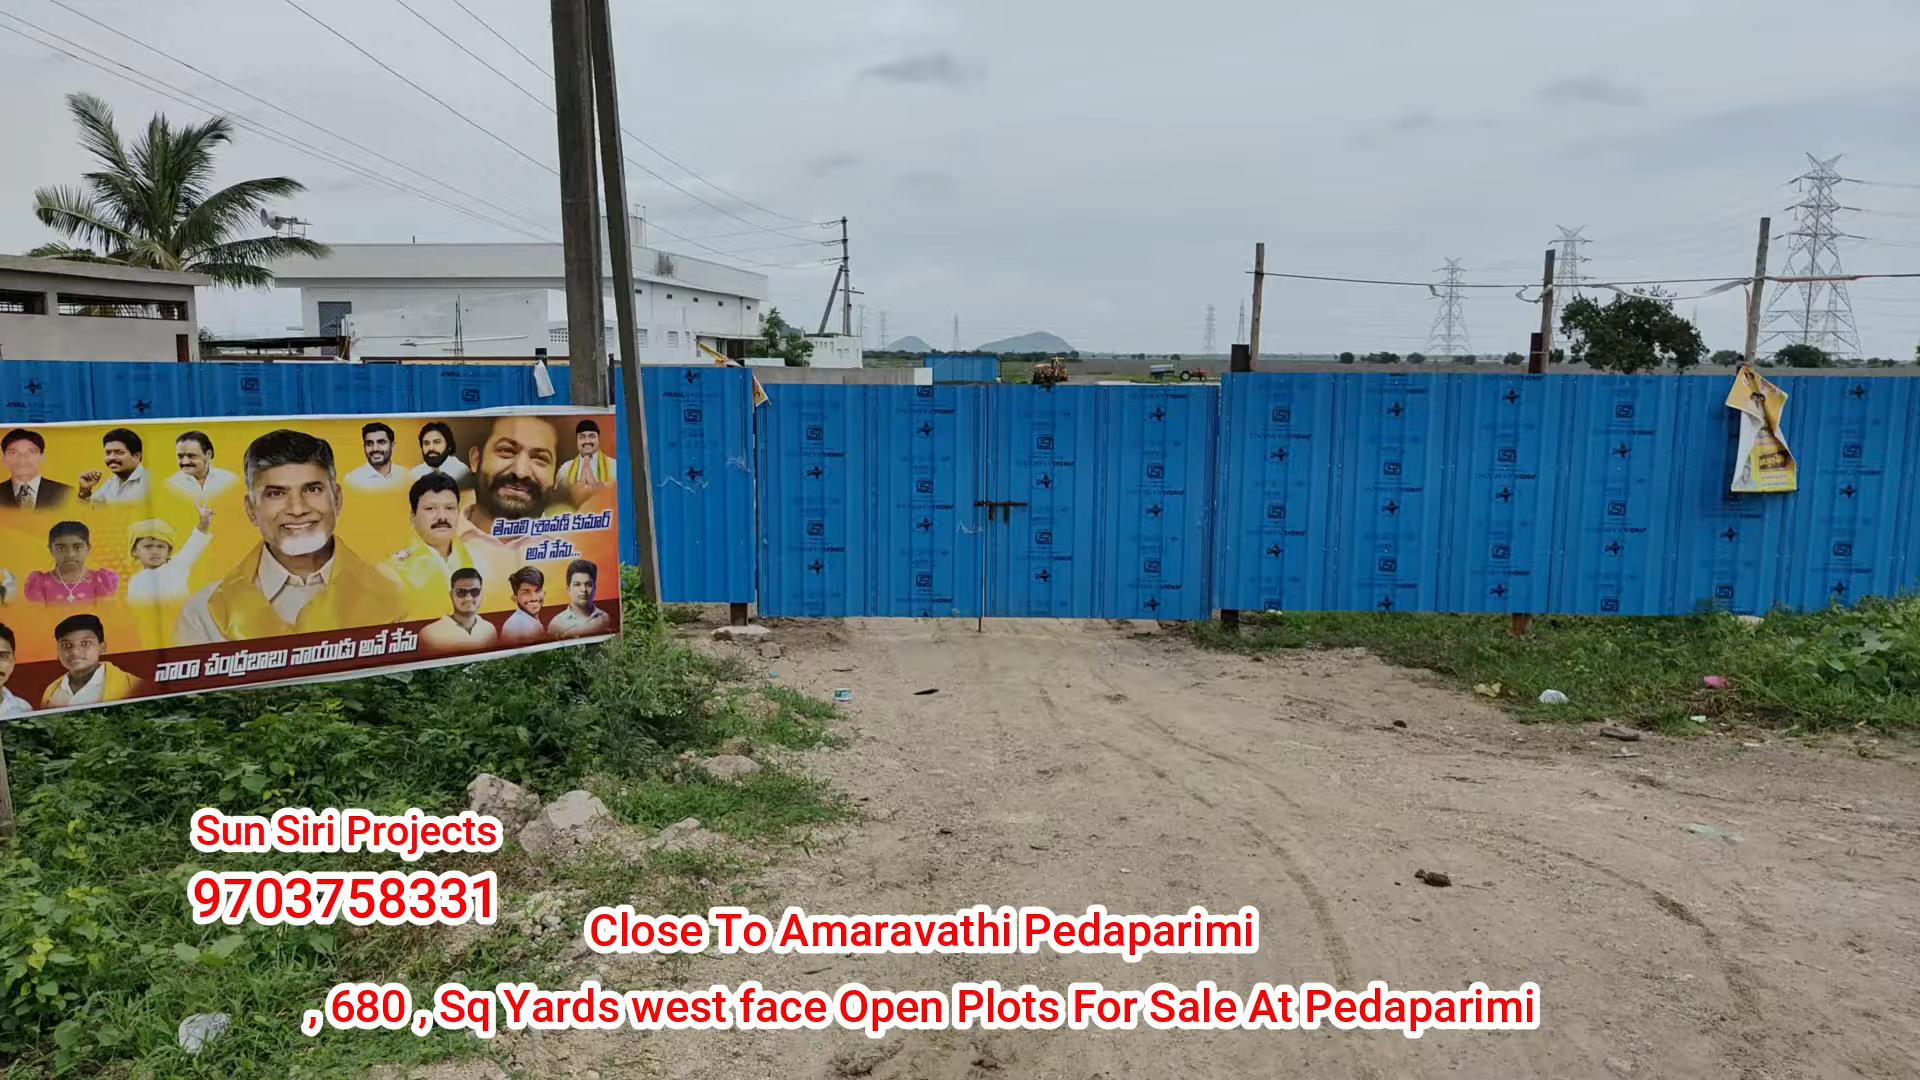 తెనాలి శ్రావణ్ కుమార్
అనే నేను...
నారా చంద్రబాబు నాయుడు అనే నేను
Sun Siri Projects
9703758331
Close To Amaravathi Pedaparimi
, 680 , Sq Yards west face Open Plots For Sale At Pedaparimi